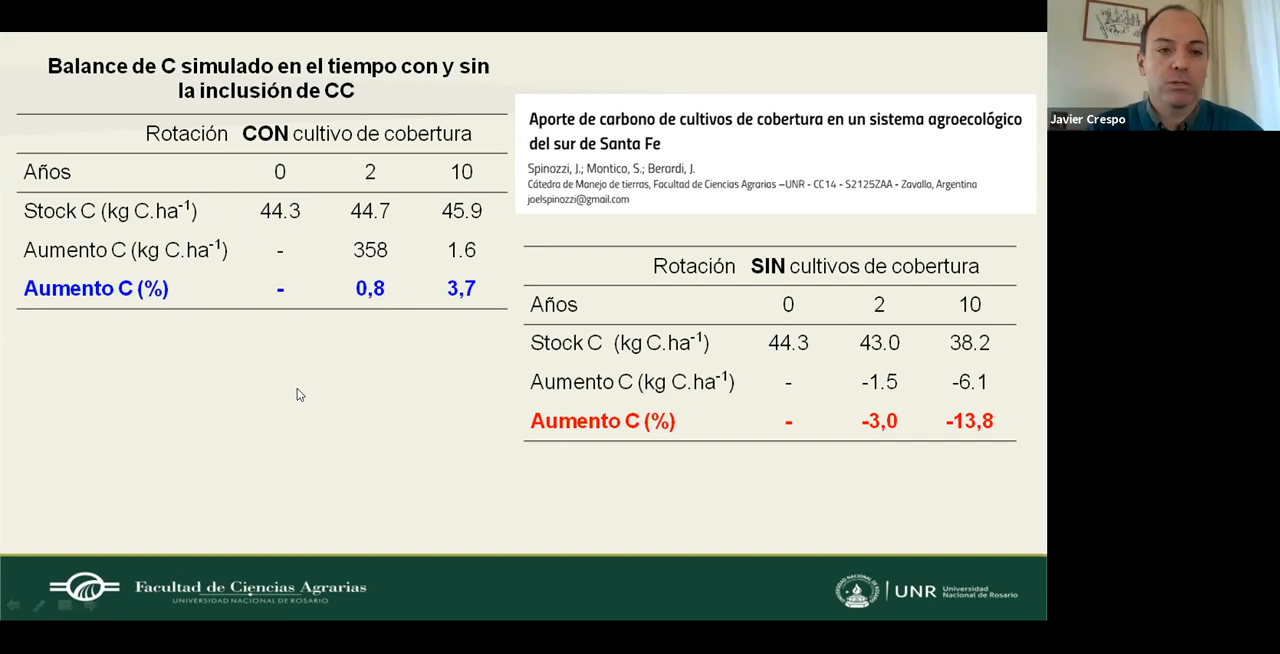 Balance de C simulado en el tiempo con y sin
la inclusión de CC
Rotación CON cultivo de cobertura
Años 0 2 10
Stock C (kg C.ha⁻¹) 44.3 44.7 45.9
Aumento C (kg C.ha⁻¹) - 358 1.6
Aumento C (%) - 0,8 3,7
Aporte de carbono de cultivos de cobertura en un sistema agroecológico
del sur de Santa Fe
Spinozzi, J.; Montico, S.; Berardi, J.
Cátedra de Manejo de tierras, Facultad de Ciencias Agrarias –UNR - CC14 - S2125ZAA - Zavalla, Argentina
joelspinozzi@gmail.com
Rotación SIN cultivos de cobertura
Años 0 2 10
Stock C (kg C.ha⁻¹) 44.3 43.0 38.2
Aumento C (kg C.ha⁻¹) - -1.5 -6.1
Aumento C (%) - -3,0 -13,8
Javier Crespo
Facultad de Ciencias Agrarias
UNIVERSIDAD NACIONAL DE ROSARIO
UNR Universidad
Nacional de Rosario